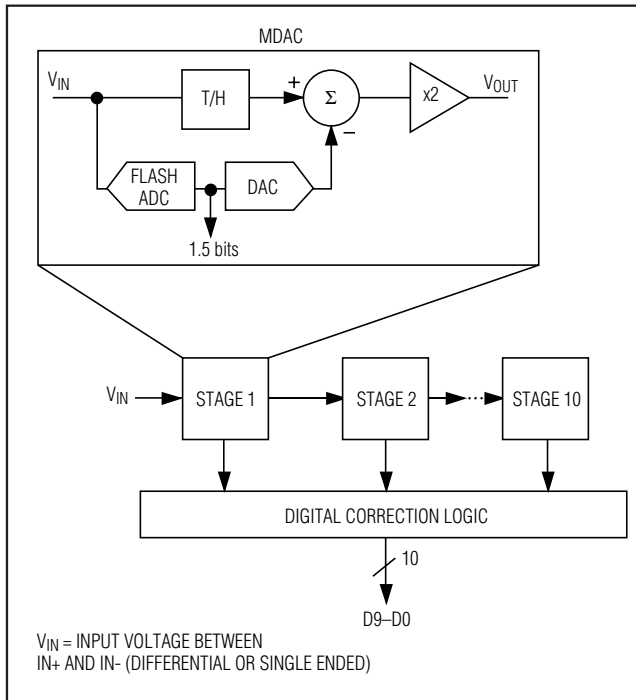 MDAC
VIN
T/H
+
Σ
−
x2
VOUT
FLASH
ADC
DAC
1.5 bits
VIN
STAGE 1
STAGE 2
...
STAGE 10
DIGITAL CORRECTION LOGIC
10
D9–D0
VIN = INPUT VOLTAGE BETWEEN
IN+ AND IN- (DIFFERENTIAL OR SINGLE ENDED)